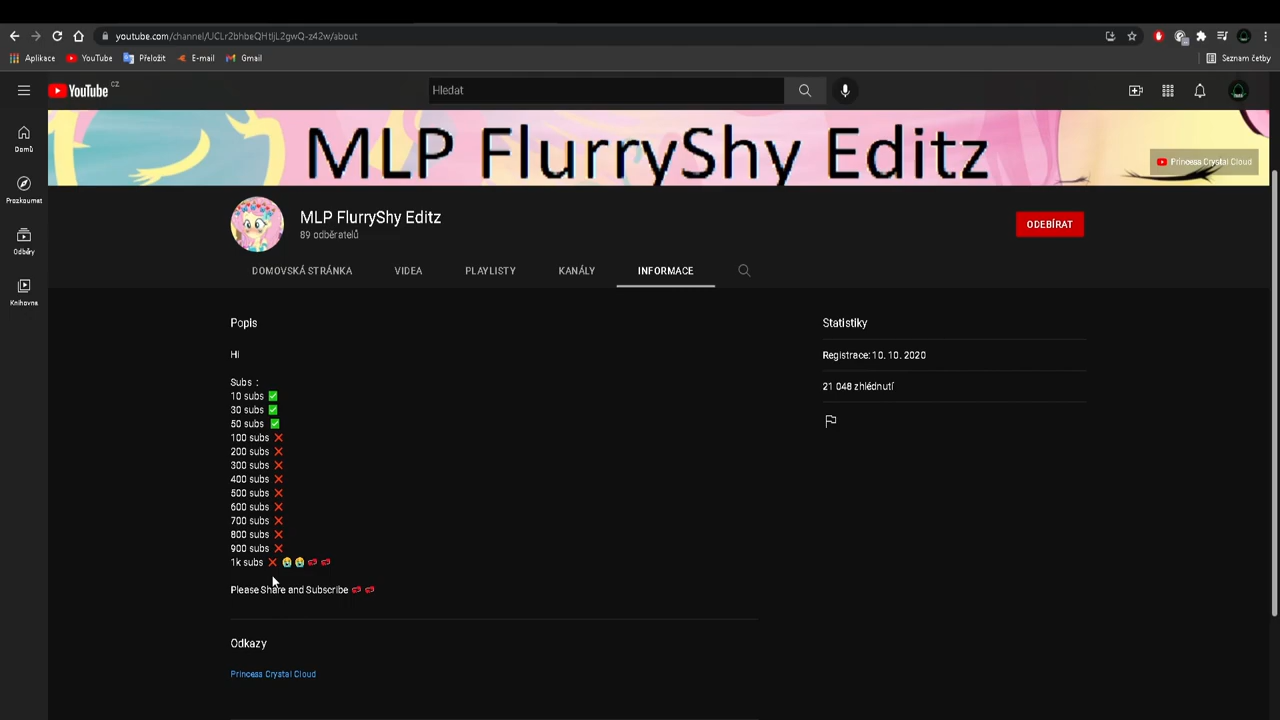 youtube.com/channel/UCLr2bhbeQHtIjL2gwQ-z42w/about
Aplikace
YouTube
Přeložit
E-mail
Gmail
Seznam četby
YouTube CZ
Hledat
Domů
Prozkoumat
Odběry
Knihovna
MLP FlurryShy Editz
Princess Crystal Cloud
MLP FlurryShy Editz
89 odběratelů
ODEBÍRAT
DOMOVSKÁ STRÁNKA
VIDEA
PLAYLISTY
KANÁLY
INFORMACE
Popis
Hi
Subs :
10 subs ✅
30 subs ✅
50 subs ✅
100 subs ❌
200 subs ❌
300 subs ❌
400 subs ❌
500 subs ❌
600 subs ❌
700 subs ❌
800 subs ❌
900 subs ❌
1k subs ❌ 😭 😭
Please Share and Subscribe
Odkazy
Princess Crystal Cloud
Statistiky
Registrace: 10. 10. 2020
21 048 zhlédnutí